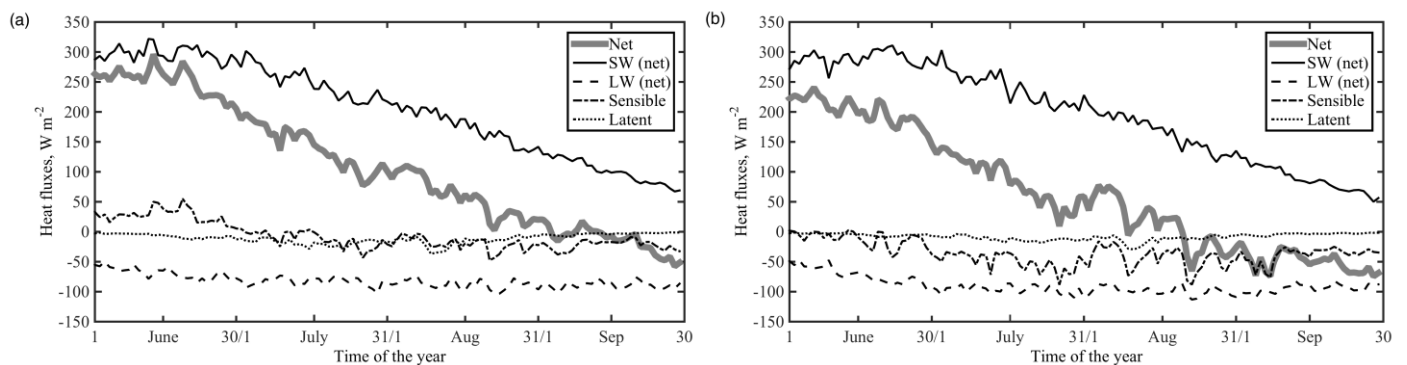 (a)
350
300
250
200
150
100
50
0
-50
-100
-150
Heat fluxes, W m-2
Net
SW (net)
LW (net)
Sensible
Latent
1 June 30/1 July 31/1 Aug 31/1 Sep 30
Time of the year
(b)
350
300
250
200
150
100
50
0
-50
-100
-150
Heat fluxes, W m-2
Net
SW (net)
LW (net)
Sensible
Latent
1 June 30/1 July 31/1 Aug 31/1 Sep 30
Time of the year